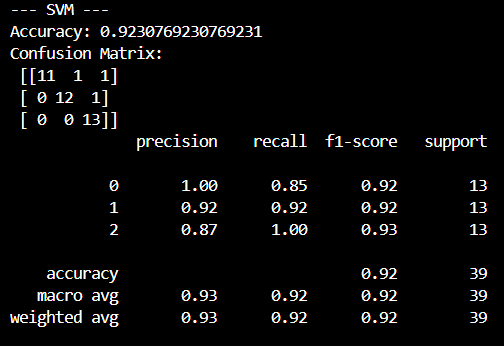 --- SVM ---
Accuracy: 0.9230769230769231
Confusion Matrix:
[[11  1  1]
[ 0 12  1]
[ 0  0 13]]
precision recall f1-score support
0 1.00 0.85 0.92 13
1 0.92 0.92 0.92 13
2 0.87 1.00 0.93 13
accuracy 0.92 39
macro avg 0.93 0.92 0.92 39
weighted avg 0.93 0.92 0.92 39